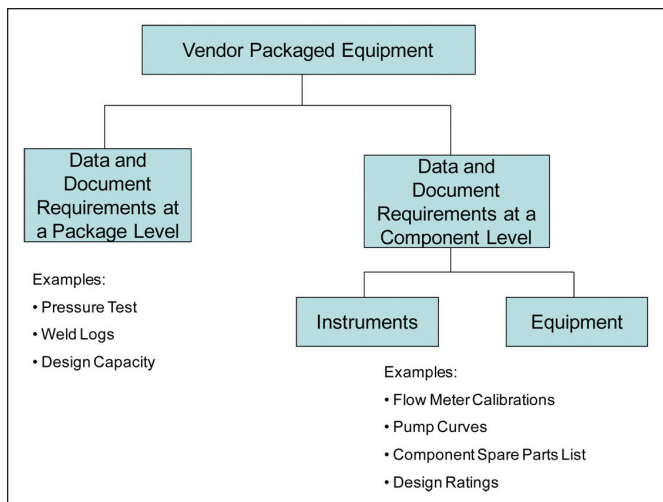 Vendor Packaged Equipment
Data and
Document
Requirements at
a Package Level
Data and
Document
Requirements at a
Component Level
Examples:
• Pressure Test
• Weld Logs
• Design Capacity
Instruments
Equipment
Examples:
• Flow Meter Calibrations
• Pump Curves
• Component Spare Parts List
• Design Ratings